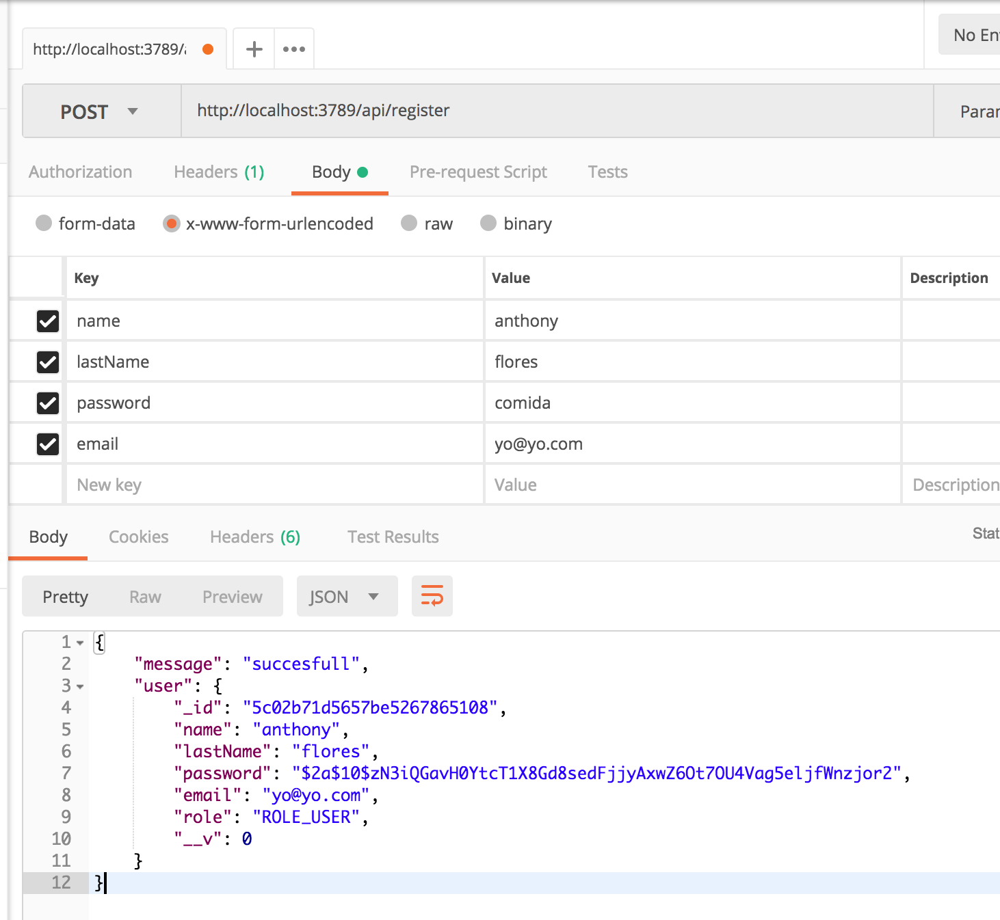 http://localhost:3789/
No En
POST http://localhost:3789/api/register Param
Authorization Headers (1) Body Pre-request Script Tests
form-data x-www-form-urlencoded raw binary
Key Value Description
name anthony
lastName flores
password comida
email yo@yo.com
New key Value Description
Body Cookies Headers (6) Test Results Stat
Pretty Raw Preview JSON
1 {
2 "message": "succesfull",
3 "user": {
4 "_id": "5c02b71d5657be5267865108",
5 "name": "anthony",
6 "lastName": "flores",
7 "password": "$2a$10$zN3iQGavH0YtcT1X8Gd8sedFjjyAxwZ6Ot7OU4Vag5eljfWnzjor2",
8 "email": "yo@yo.com",
9 "role": "ROLE_USER",
10 "__v": 0
11 }
12 }